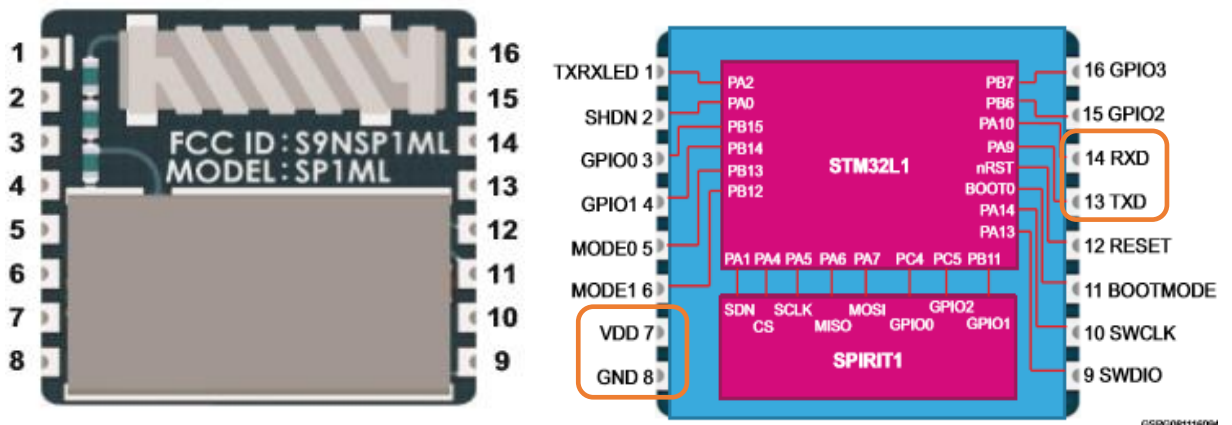 1
2
3
4
5
6
7
8
16
15
14
13
12
11
10
9
FCC ID: S9NSP1ML
MODEL: SP1ML
TXRXLED 1
SHDN 2
GPIO0 3
GPIO1 4
MODE0 5
MODE1 6
VDD 7
GND 8
PA2
PA0
PB15
PB14
PB13
PB12
STM32L1
PB7
PB6
PA10
PA9
nRST
BOOT0
PA14
PA13
PA1 PA4 PA5 PA6 PA7 PC4 PC5 PB11
SDN SCLK MOSI GPIO2
CS MISO GPIO0 GPIO1
SPIRIT1
16 GPIO3
15 GPIO2
14 RXD
13 TXD
12 RESET
11 BOOTMODE
10 SWCLK
9 SWDIO